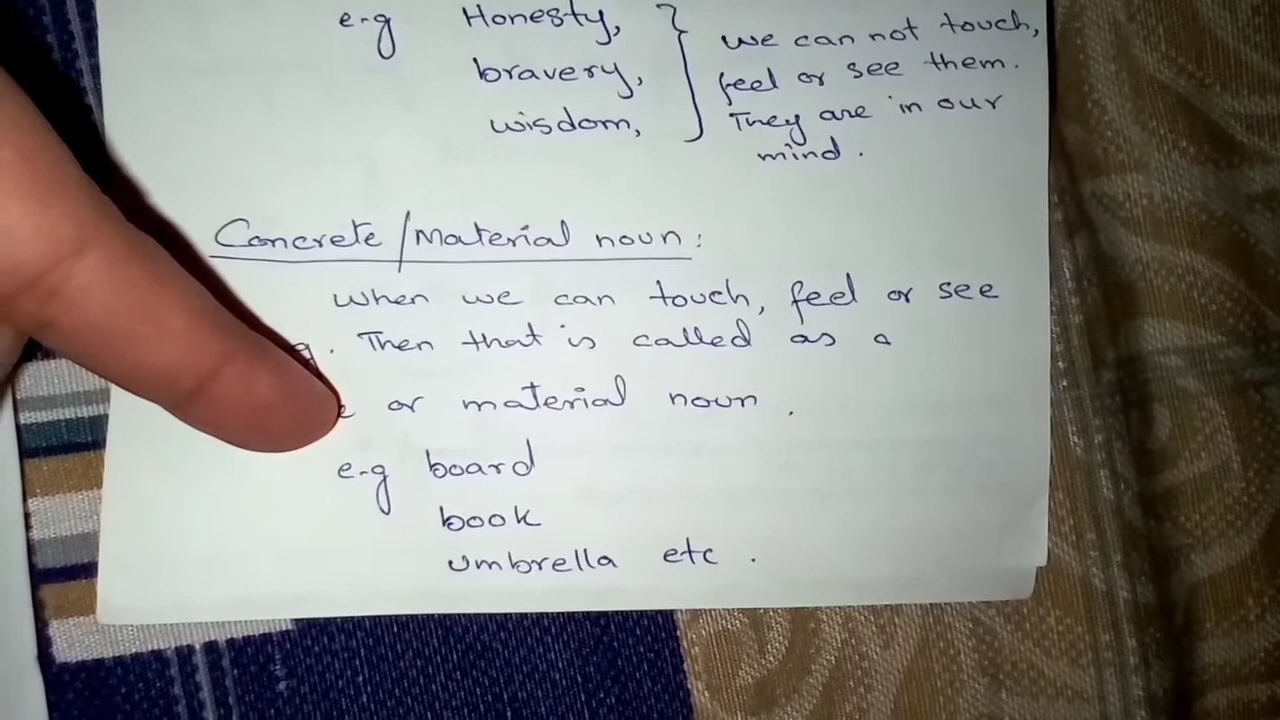 e-g Honesty,
bravery,
wisdom,
we can not touch,
feel or see them.
They are in our
mind.
Concrete/Material noun:
When we can touch, feel or see
Then that is called as a
or material noun.
e-g board
book
umbrella etc.